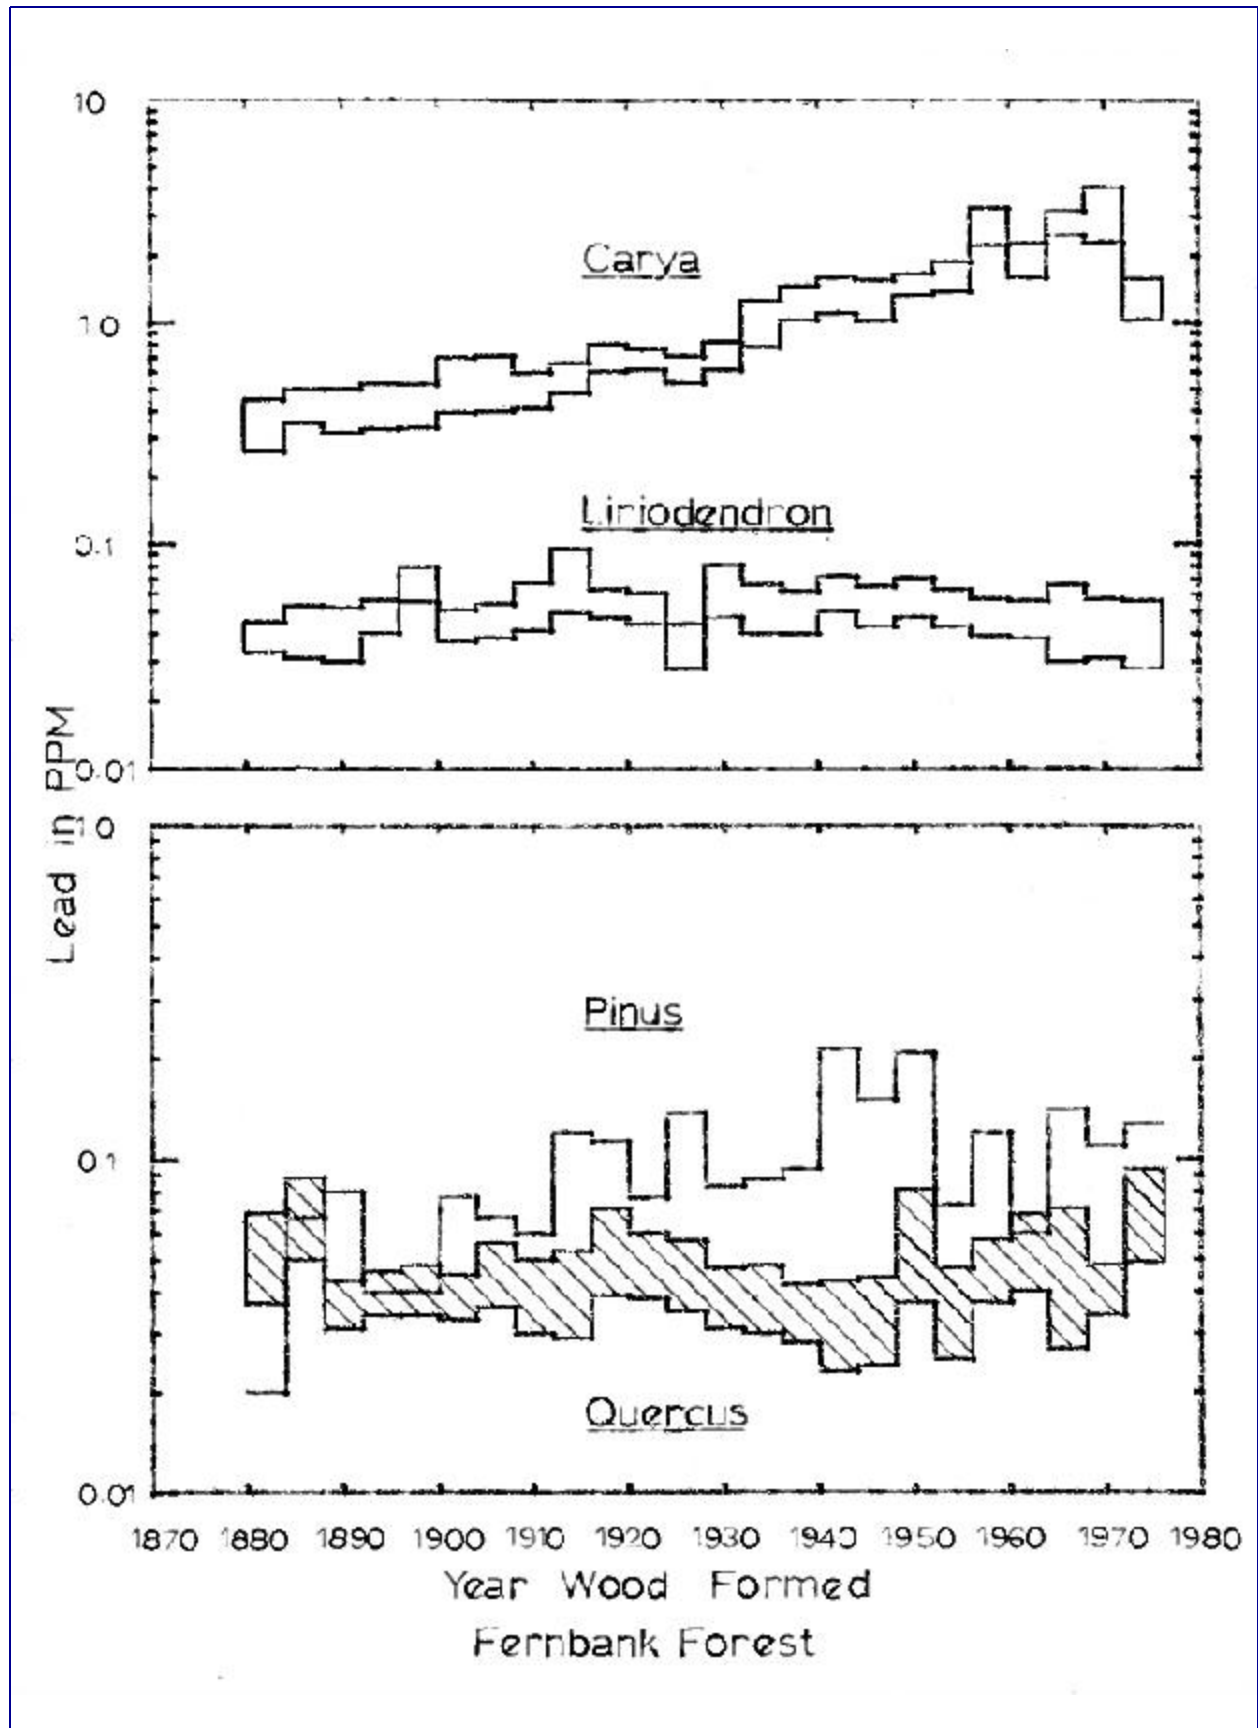 10
Carya
1.0
Liriodendron
0.1
0.01
Lead in PPM
1.0
Pinus
0.1
Quercus
0.01
1870 1880 1890 1900 1910 1920 1930 1940 1950 1960 1970 1980
Year Wood Formed
Fernbank Forest